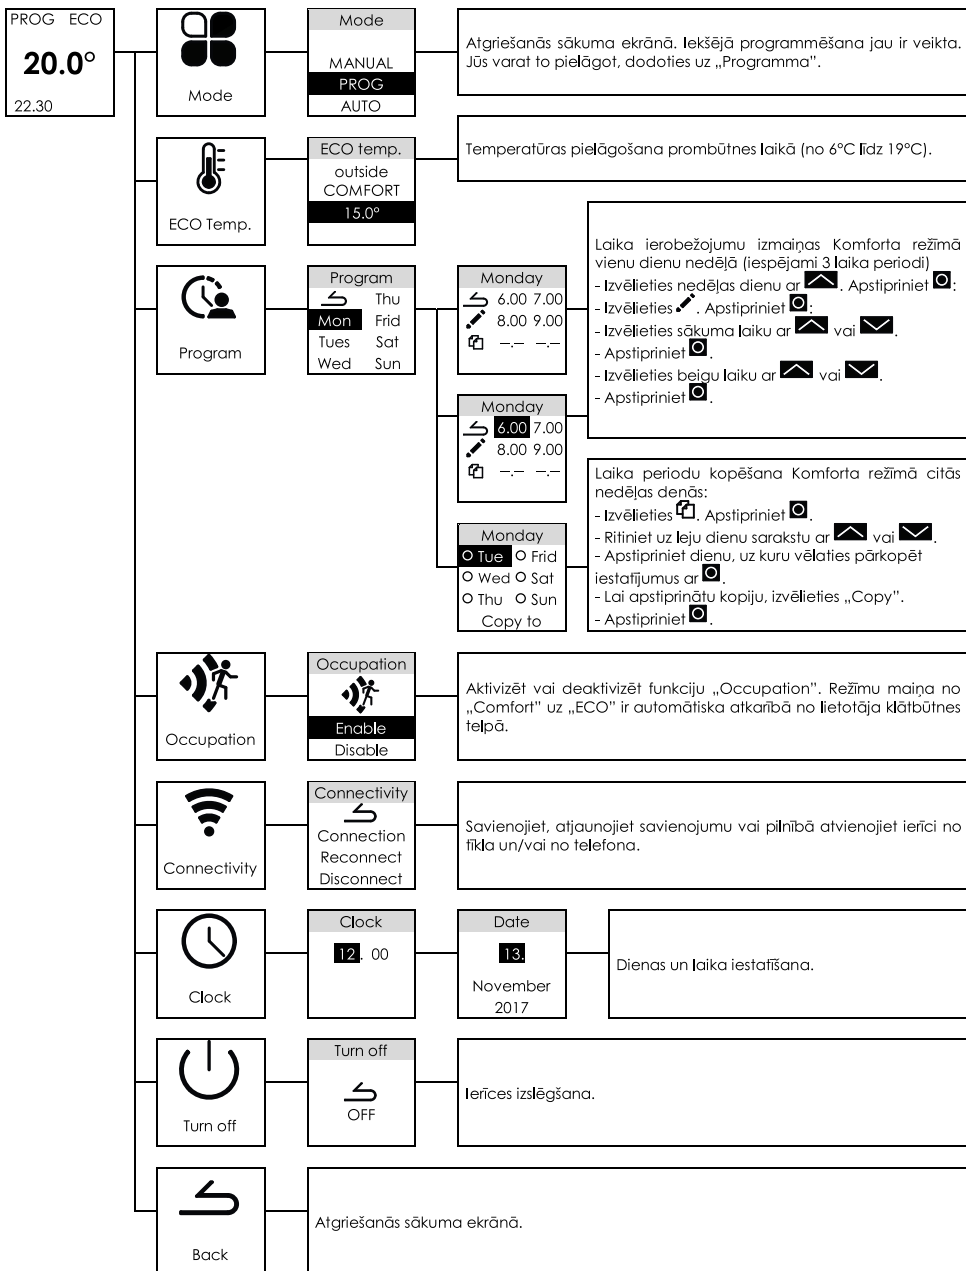 PROG ECO
20.0°
22.30
Mode
Mode
MANUAL
PROG
AUTO
Atgriešanās sākuma ekrānā. Iekšējā programmēšana jau ir veikta.
Jūs varat to pielāgot, dodoties uz „Programma”.
ECO Temp.
ECO temp.
outside
COMFORT
15.0°
Temperatūras pielāgošana prombūtnes laikā (no 6°C līdz 19°C).
Program
Program
Thu
Mon Frid
Tues Sat
Wed Sun
Monday
6.00 7.00
8.00 9.00
–.– –.–
Laika ierobežojumu izmaiņas Komforta režīmā
vienu dienu nedēļā (iespējami 3 laika periodi)
- Izvēlieties nedēļas dienu ar . Apstipriniet :
- Izvēlieties . Apstipriniet :
- Izvēlieties sākuma laiku ar vai .
- Apstipriniet .
- Izvēlieties beigu laiku ar vai .
- Apstipriniet .
Monday
6.00 7.00
8.00 9.00
–.– –.–
Monday
Tue Frid
Wed Sat
Thu Sun
Copy to
Laika periodu kopēšana Komforta režīmā citās
nedēļas denās:
- Izvēlieties . Apstipriniet .
- Ritiniet uz leju dienu sarakstu ar vai .
- Apstipriniet dienu, uz kuru vēlaties pārkopēt
iestatījumus ar .
- Lai apstiprinātu kopiju, izvēlieties „Copy”.
- Apstipriniet .
Occupation
Occupation
Enable
Disable
Aktivizēt vai deaktivizēt funkciju „Occupation”. Režīmu maiņa no
„Comfort” uz „ECO” ir automātiska atkarībā no lietotāja klātbūtnes
telpā.
Connectivity
Connectivity
Connection
Reconnect
Disconnect
Savienojiet, atjaunojiet savienojumu vai pilnībā atvienojiet ierīci no
tīkla un/vai no telefona.
Clock
Clock
12. 00
Date
13.
November
2017
Dienas un laika iestatīšana.
Turn off
Turn off
OFF
Ierīces izslēgšana.
Back
Atgriešanās sākuma ekrānā.